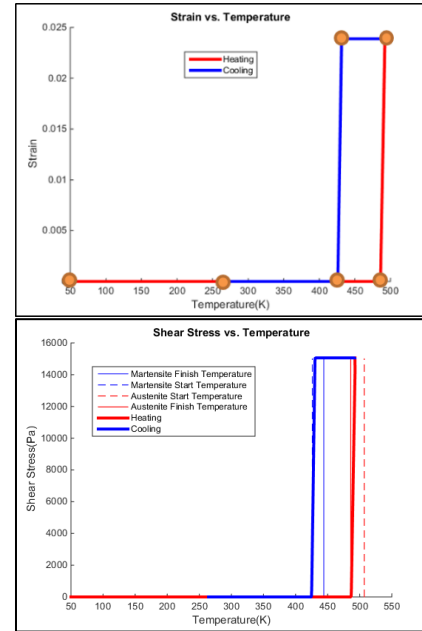 Strain vs. Temperature
0.025
0.02
0.015
0.01
0.005
Strain
Heating
Cooling
50 100 150 200 250 300 350 400 450 500
Temperature(K)
Shear Stress vs. Temperature
16000
14000
12000
10000
8000
6000
4000
2000
0
Shear Stress(Pa)
Martensite Finish Temperature
Martensite Start Temperature
Austenite Start Temperature
Austenite Finish Temperature
Heating
Cooling
50 100 150 200 250 300 350 400 450 500 550
Temperature(K)